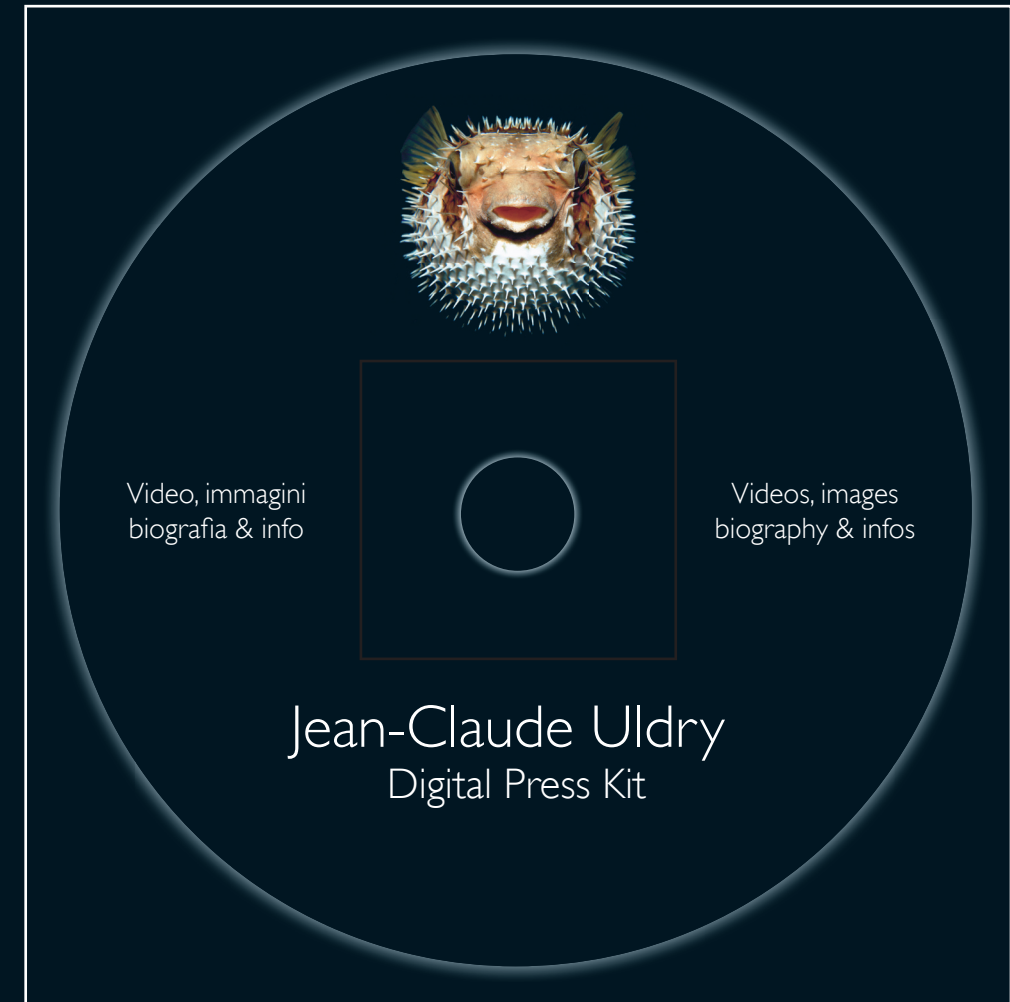 Video, immagini
biografia & info
Videos, images
biography & infos
Jean-Claude Uldry
Digital Press Kit